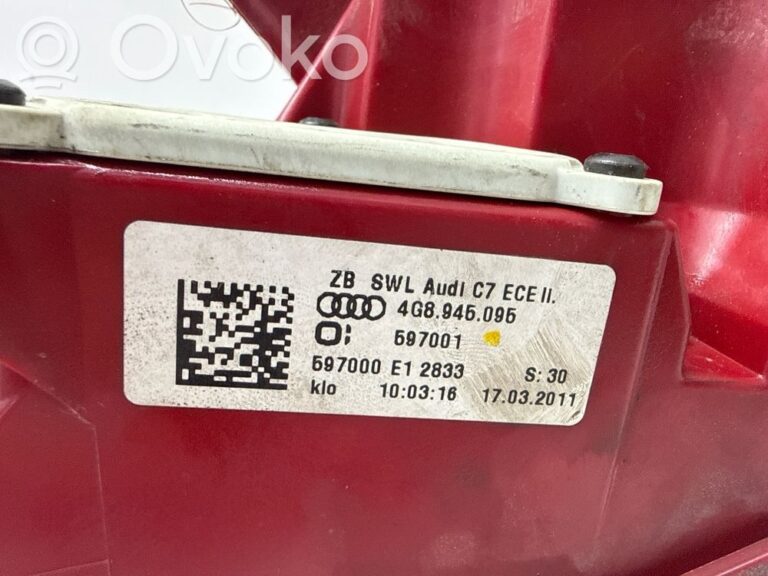 Ovoko
ZB SWL Audi C7 ECE II.
4G8.945.095
597001
597000 E1 2833 S: 30
klo 10:03:16 17.03.2011